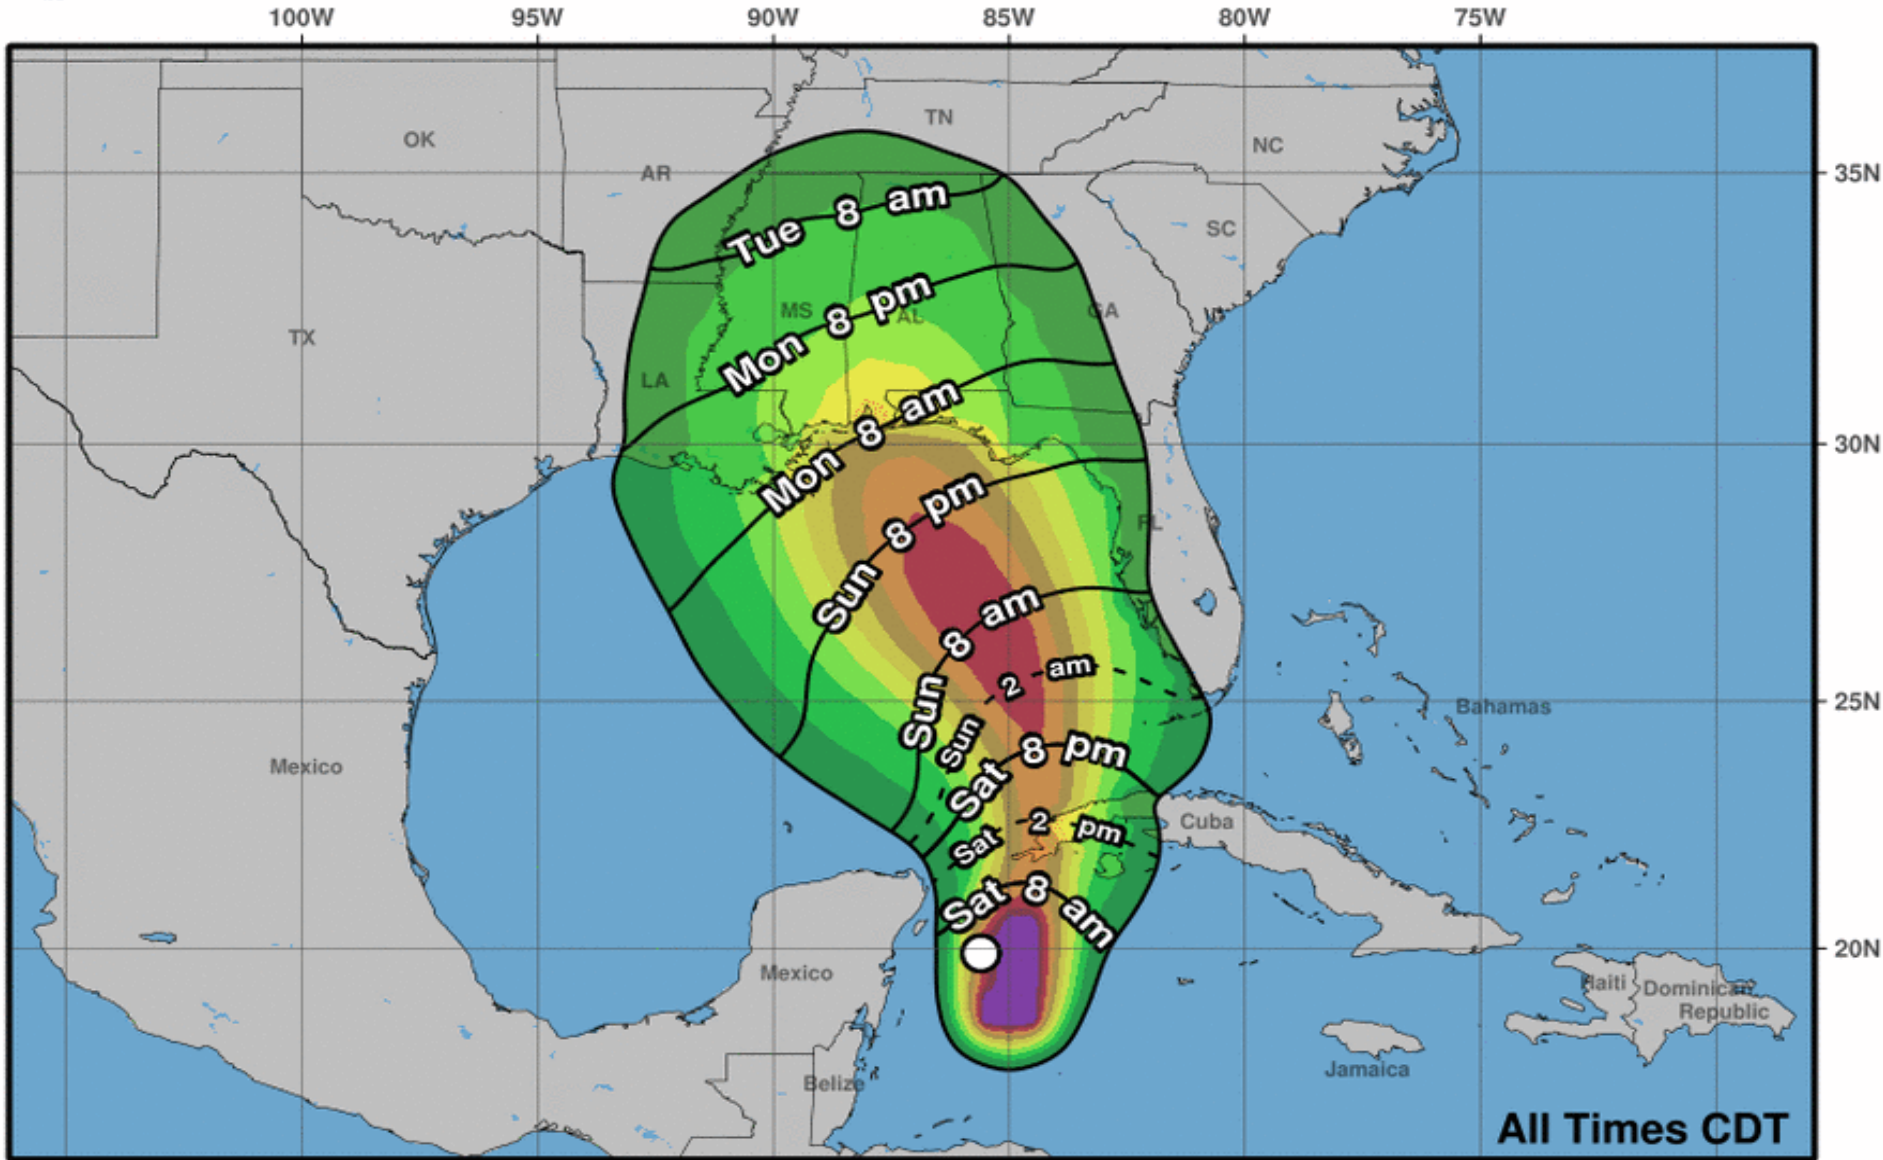 100W 95W 90W 85W 80W 75W
TN
OK
NC
AR
35N
Tue 8 am
SC
Mon 8 pm
MS
AL
GA
TX
LA
Mon 8 am
30N
Sun 8 pm
FL
Sun 8 am
Sun 2 am
25N
Bahamas
Mexico
Sat 8 pm
Sat 2 pm
Cuba
Sat 8 am
20N
Mexico
Haiti
Dominican
Republic
Jamaica
Belize
All Times CDT